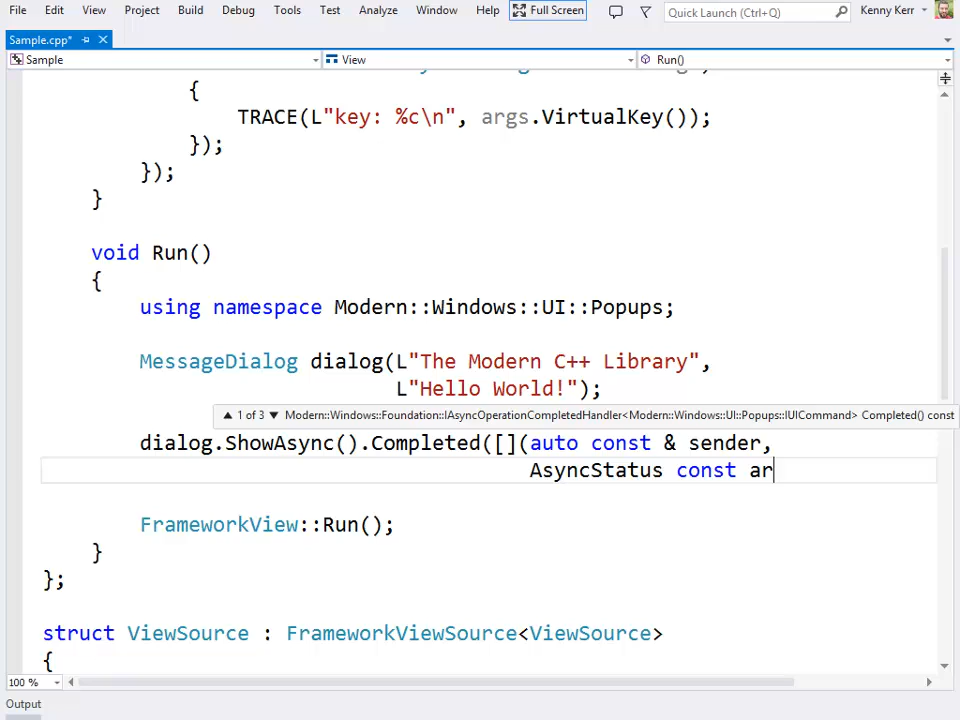 File Edit View Project Build Debug Team Tools Test Analyze Window Help Full Screen Quick Launch (Ctrl+Q) Kenny Kerr
Sample.cpp*
Sample View Run()
{
TRACE(L"key: %c\n", args.VirtualKey());
});
});
}
void Run()
{
using namespace Modern::Windows::UI::Popups;
MessageDialog dialog(L"The Modern C++ Library",
L"Hello World!");
1 of 3 Modern::Windows::Foundation::IAsyncOperationCompletedHandler<Modern::Windows::UI::Popups::IUICommand> Completed() const
dialog.ShowAsync().Completed([](auto const & sender,
AsyncStatus const ar
FrameworkView::Run();
}
};
struct ViewSource : FrameworkViewSource<ViewSource>
{
100 %
Output